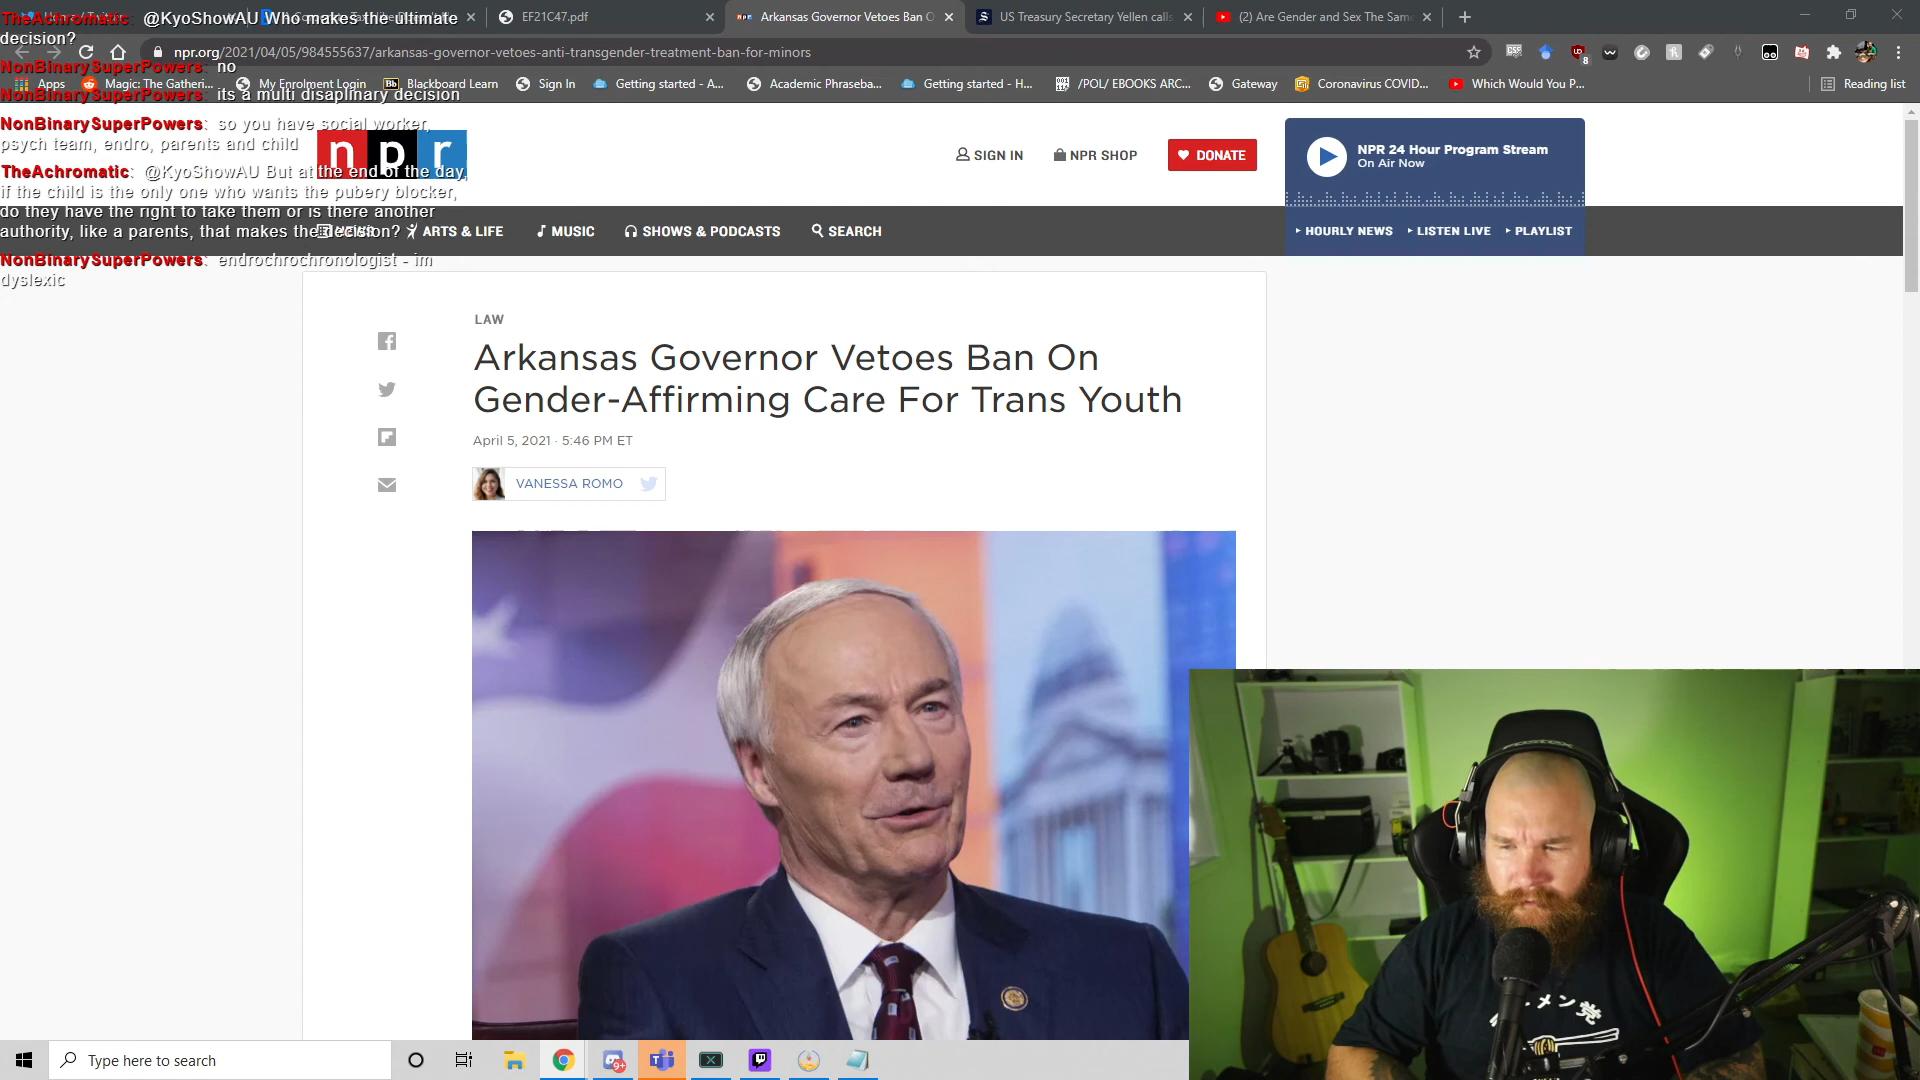 TheAchromatic: @KyoShowAU Who makes the ultimate
decision?
NonBinarySuperPowers: no
NonBinarySuperPowers: its a multi disaplinary decision
NonBinarySuperPowers: so you have social worker,
psych team, endro, parents and child
TheAchromatic: @KyoShowAU But at the end of the day,
if the child is the only one who wants the pubery blocker,
do they have the right to take them or is there another
authority, like a parents, that makes the decision?
NonBinarySuperPowers: endrochrochronologist - im
dyslexic
EF21C47.pdf
Arkansas Governor Vetoes Ban O
US Treasury Secretary Yellen calls
(2) Are Gender and Sex The Sam
npr.org/2021/04/05/984555637/arkansas-governor-vetoes-anti-transgender-treatment-ban-for-minors
8
Apps
Magic: The Gatheri...
My Enrolment Login
Bb
Blackboard Learn
Sign In
Getting started - A...
Academic Phraseba...
Getting started - H...
/POL/ EBOOKS ARC...
Gateway
Coronavirus COVID...
Which Would You P...
Reading list
npr
SIGN IN
NPR SHOP
DONATE
NPR 24 Hour Program Stream
On Air Now
ARTS & LIFE
MUSIC
SHOWS & PODCASTS
SEARCH
HOURLY NEWS
LISTEN LIVE
PLAYLIST
LAW
Arkansas Governor Vetoes Ban On
Gender-Affirming Care For Trans Youth
April 5, 2021 · 5:46 PM ET
VANESSA ROMO
Type here to search
9+